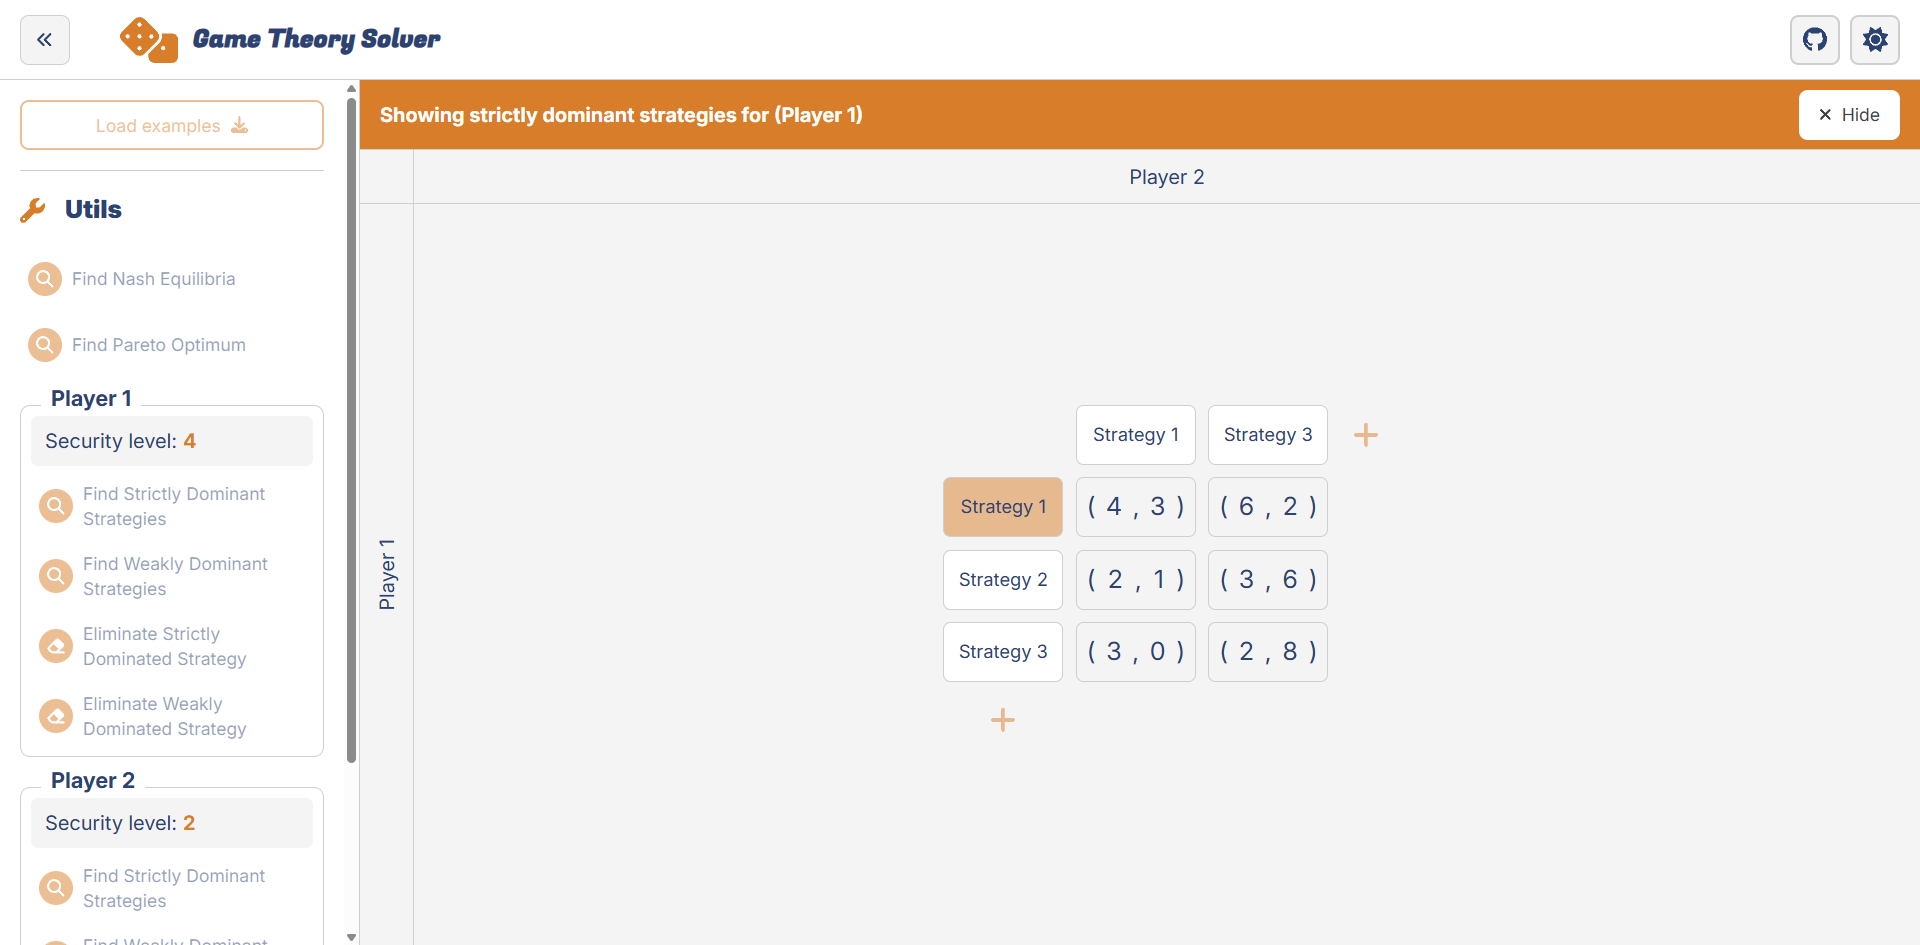 Game Theory Solver
Load examples
Showing strictly dominant strategies for (Player 1)
Hide
Utils
Find Nash Equilibria
Find Pareto Optimum
Player 1
Security level: 4
Find Strictly Dominant
Strategies
Find Weakly Dominant
Strategies
Eliminate Strictly
Dominated Strategy
Eliminate Weakly
Dominated Strategy
Player 2
Security level: 2
Find Strictly Dominant
Strategies
Find Weakly Dominant
Player 2
Player 1
Strategy 1 Strategy 3
Strategy 1 ( 4 , 3 ) ( 6 , 2 )
Strategy 2 ( 2 , 1 ) ( 3 , 6 )
Strategy 3 ( 3 , 0 ) ( 2 , 8 )